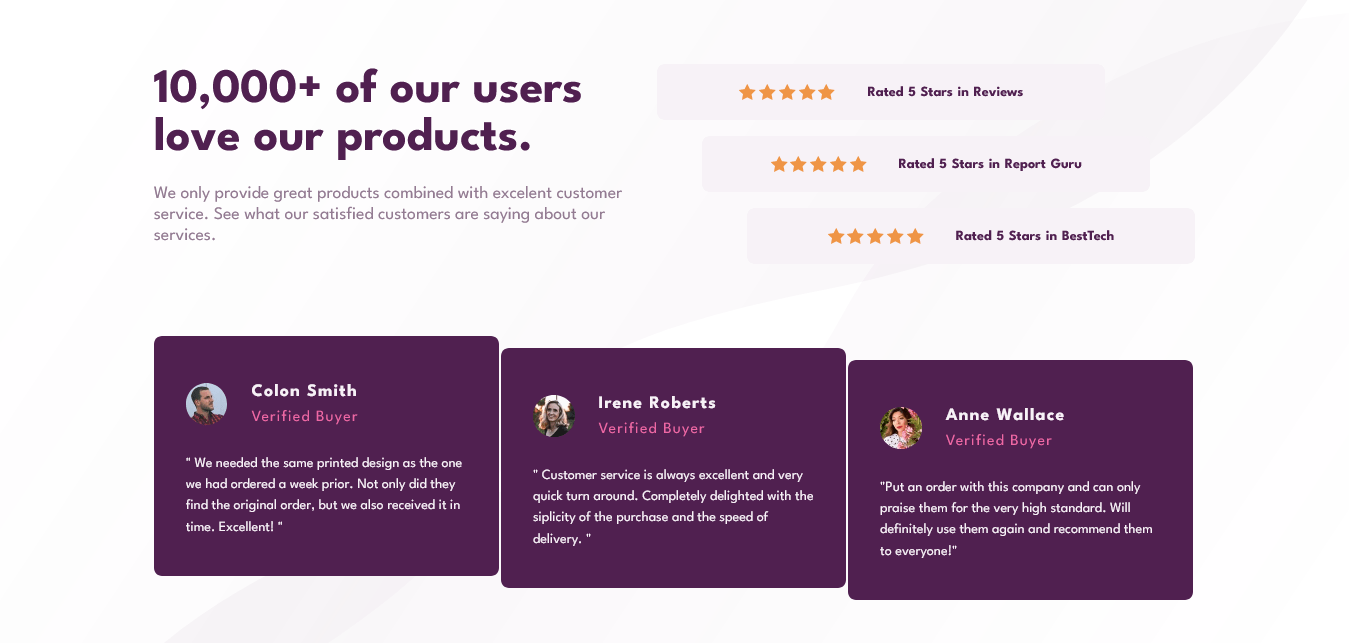 10,000+ of our users
love our products.
We only provide great products combined with excelent customer
service. See what our satisfied customers are saying about our
services.
Rated 5 Stars in Reviews
Rated 5 Stars in Report Guru
Rated 5 Stars in BestTech
Colon Smith
Verified Buyer
" We needed the same printed design as the one
we had ordered a week prior. Not only did they
find the original order, but we also received it in
time. Excellent! "
Irene Roberts
Verified Buyer
" Customer service is always excellent and very
quick turn around. Completely delighted with the
siplicity of the purchase and the speed of
delivery. "
Anne Wallace
Verified Buyer
"Put an order with this company and can only
praise them for the very high standard. Will
definitely use them again and recommend them
to everyone!"